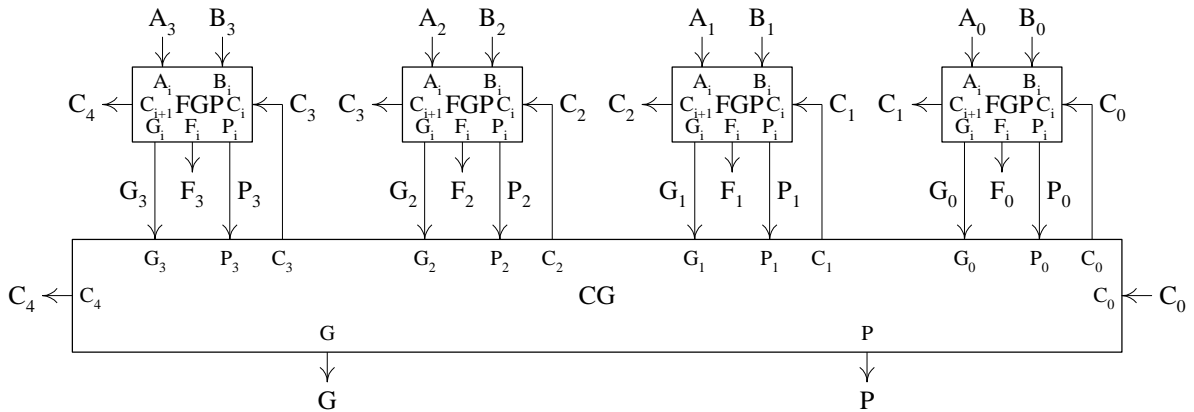 A₃ B₃ A₂ B₂ A₁ B₁ A₀ B₀
Aᵢ Bᵢ Aᵢ Bᵢ Aᵢ Bᵢ Aᵢ Bᵢ
C₄ Cᵢ₊₁ FGP Cᵢ C₃ C₃ Cᵢ₊₁ FGP Cᵢ C₂ C₂ Cᵢ₊₁ FGP Cᵢ C₁ C₁ Cᵢ₊₁ FGP Cᵢ C₀
Gᵢ Fᵢ Pᵢ Gᵢ Fᵢ Pᵢ Gᵢ Fᵢ Pᵢ Gᵢ Fᵢ Pᵢ
G₃ F₃ P₃ G₂ F₂ P₂ G₁ F₁ P₁ G₀ F₀ P₀
G₃ P₃ C₃ G₂ P₂ C₂ G₁ P₁ C₁ G₀ P₀ C₀
C₄ C₄ CG C₀ C₀
G P
G P